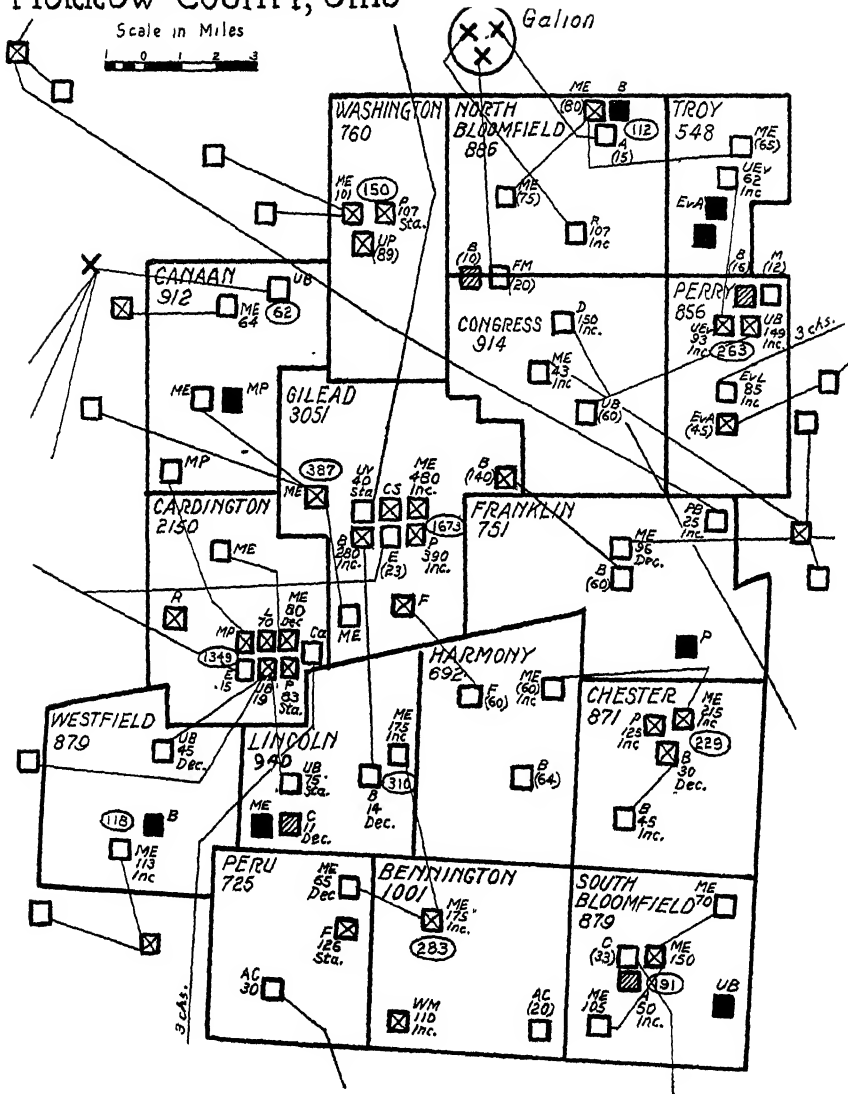 Morrow County, Ohio
Scale in Miles
1 0 1 2 3
Galion
WASHINGTON
760
ME
101
150
P
107
Sta.
UP
(89)
NORTH
BLOOMFIELD
886
ME
(80)
B
A
(15)
112
ME
(75)
R
107
Inc
B
(10)
FM
(20)
TROY
548
ME
(65)
UEv
62
Inc
EvA
CANAAN
912
UB
ME
64
62
ME
MP
MP
CONGRESS
914
D
150
Inc.
ME
43
Inc
UB
(60)
B
(140)
PERRY
856
B
(16)
M
(12)
UEv
93
Inc
UB
149
Inc.
263
3 chs.
EvL
85
Inc
EvA
(45)
GILEAD
3051
387
ME
UV
40
Sta
CS
ME
480
Inc.
B
280
Inc.
E
(23)
P
390
Inc.
1673
ME
F
CARDINGTON
2150
ME
R
MP
L
70
ME
80
Dec
Ca
1349
E
15
UB
19
P
83
Sta.
FRANKLIN
751
PB
25
Inc
ME
96
Dec.
B
(60)
P
HARMONY
692
F
(60)
ME
(60)
Inc
B
(64)
CHESTER
871
P
125
Inc
ME
215
Inc
229
B
30
Dec.
B
45
Inc.
WESTFIELD
879
UB
45
Dec.
118
B
ME
113
Inc
LINCOLN
940
UB
75
Sta.
ME
C
11
Dec.
ME
175
Inc
B
14
Dec.
310
PERU
725
ME
65
Dec
F
126
Sta.
AC
30
3 chs.
BENNINGTON
1001
ME
175
Inc.
283
WM
110
Inc
AC
(20)
SOUTH
BLOOMFIELD
879
ME
70
C
(33)
ME
150
191
A
50
Inc.
ME
105
UB